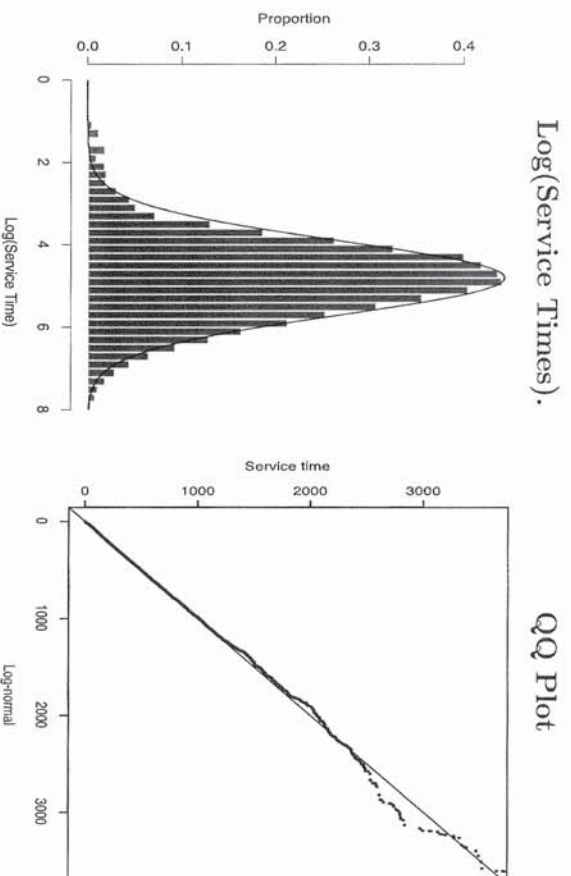 Log(Service Times).
Proportion
0.0 0.1 0.2 0.3 0.4
0 2 4 6 8
Log(Service Time)
QQ Plot
Service time
0 1000 2000 3000
0 1000 2000 3000
Log-normal